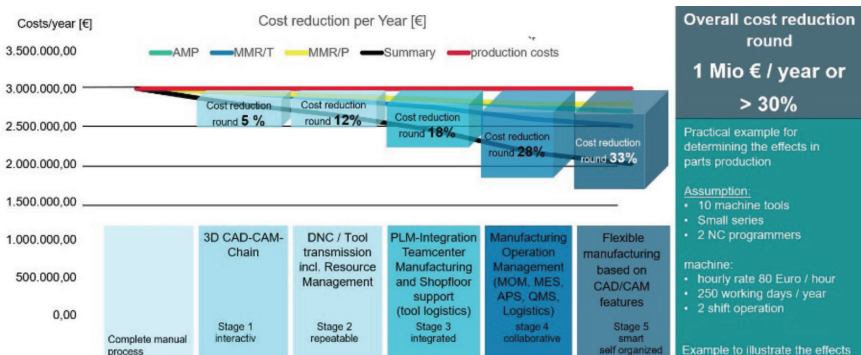 Costs/year [€]
Cost reduction per Year [€]
AMP
MMR/T
MMR/P
Summary
production costs
3.500.000,00
3.000.000,00
2.500.000,00
2.000.000,00
1.500.000,00
1.000.000,00
500.000,00
0,00
Cost reduction
round 5 %
Cost reduction
round 12%
Cost reduction
round 18%
Cost reduction
round 28%
Cost reduction
round 33%
Complete manual
process
3D CAD-CAM-
Chain
Stage 1
interactiv
DNC / Tool
transmission
incl. Resource
Management
Stage 2
repeatable
PLM-Integration
Teamcenter
Manufacturing
and Shopfloor
support
(tool logistics)
Stage 3
integrated
Manufacturing
Operation
Management
(MOM, MES,
APS, QMS,
Logistics)
stage 4
collaborative
Flexible
manufacturing
based on
CAD/CAM
features
Stage 5
smart
self organized
Overall cost reduction
round
1 Mio € / year or
> 30%
Practical example for
determining the effects in
parts production
Assumption:
• 10 machine tools
• Small series
• 2 NC programmers
machine:
• hourly rate 80 Euro / hour
• 250 working days / year
• 2 shift operation
Example to illustrate the effects